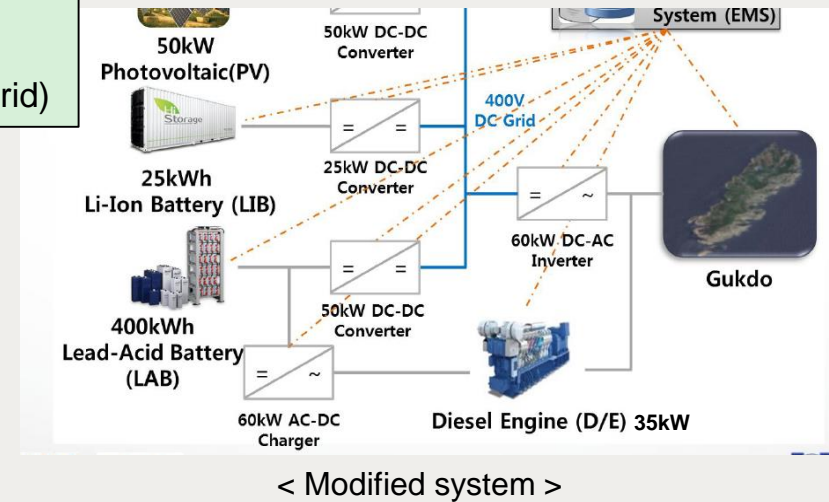 rid)
System (EMS)
50kW
Photovoltaic(PV)
50kW DC-DC
Converter
Storage
400V
DC Grid
25kWh
Li-Ion Battery (LIB)
25kW DC-DC
Converter
= =
= ~
60kW DC-AC
Inverter
Gukdo
400kWh
Lead-Acid Battery
(LAB)
= =
50kW DC-DC
Converter
= ~
60kW AC-DC
Charger
Diesel Engine (D/E) 35kW
< Modified system >